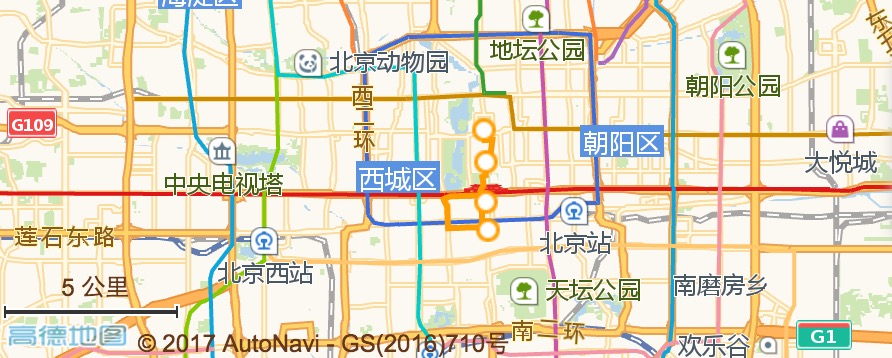 海淀区
北京动物园
地坛公园
朝阳公园
西二环
G109
朝阳区
大悦城
中央电视塔
西城区
莲石东路
北京西站
北京站
5 公里
天坛公园
南磨房乡
高德地图
© 2017 AutoNavi - GS(2016)710号
南二环
欢乐谷
G1